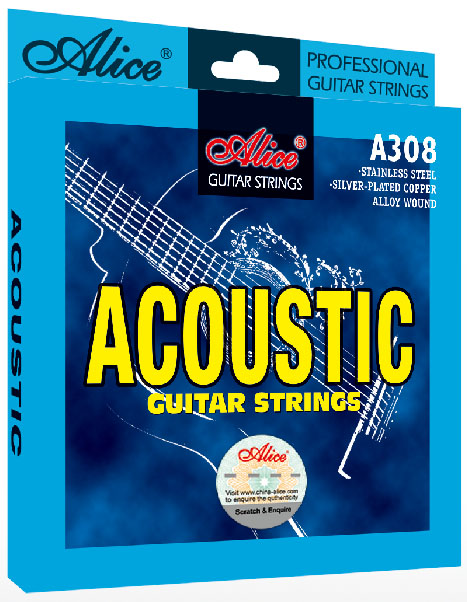 Alice®
PROFESSIONAL
GUITAR STRINGS
Alice®
GUITAR STRINGS
A308
·STAINLESS STEEL
·SILVER-PLATED COPPER
ALLOY WOUND
ACOUSTIC
ACOUSTIC
GUITAR STRINGS
Alice®
Visit www.china-alice.com
to enquire the quthenticity
Scratch & Enquire